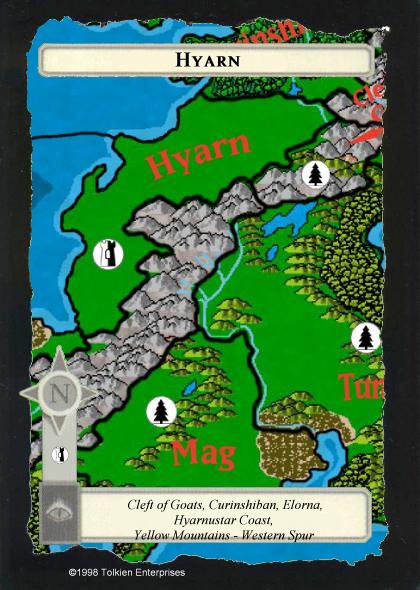 Hyarn
Hyarn
N
Mag
Cleft of Goats, Curinshiban, Elorna,
Hyarnustar Coast,
Yellow Mountains - Western Spur
©1998 Tolkien Enterprises